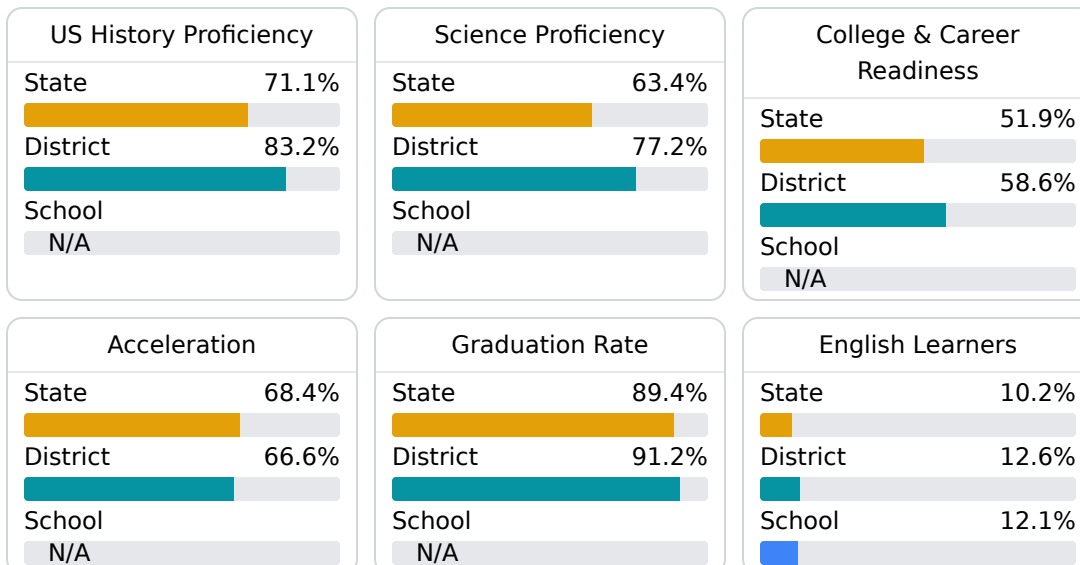 US History Proficiency
State 71.1%
District 83.2%
School
N/A
Science Proficiency
State 63.4%
District 77.2%
School
N/A
College & Career
Readiness
State 51.9%
District 58.6%
School
N/A
Acceleration
State 68.4%
District 66.6%
School
N/A
Graduation Rate
State 89.4%
District 91.2%
School
N/A
English Learners
State 10.2%
District 12.6%
School 12.1%